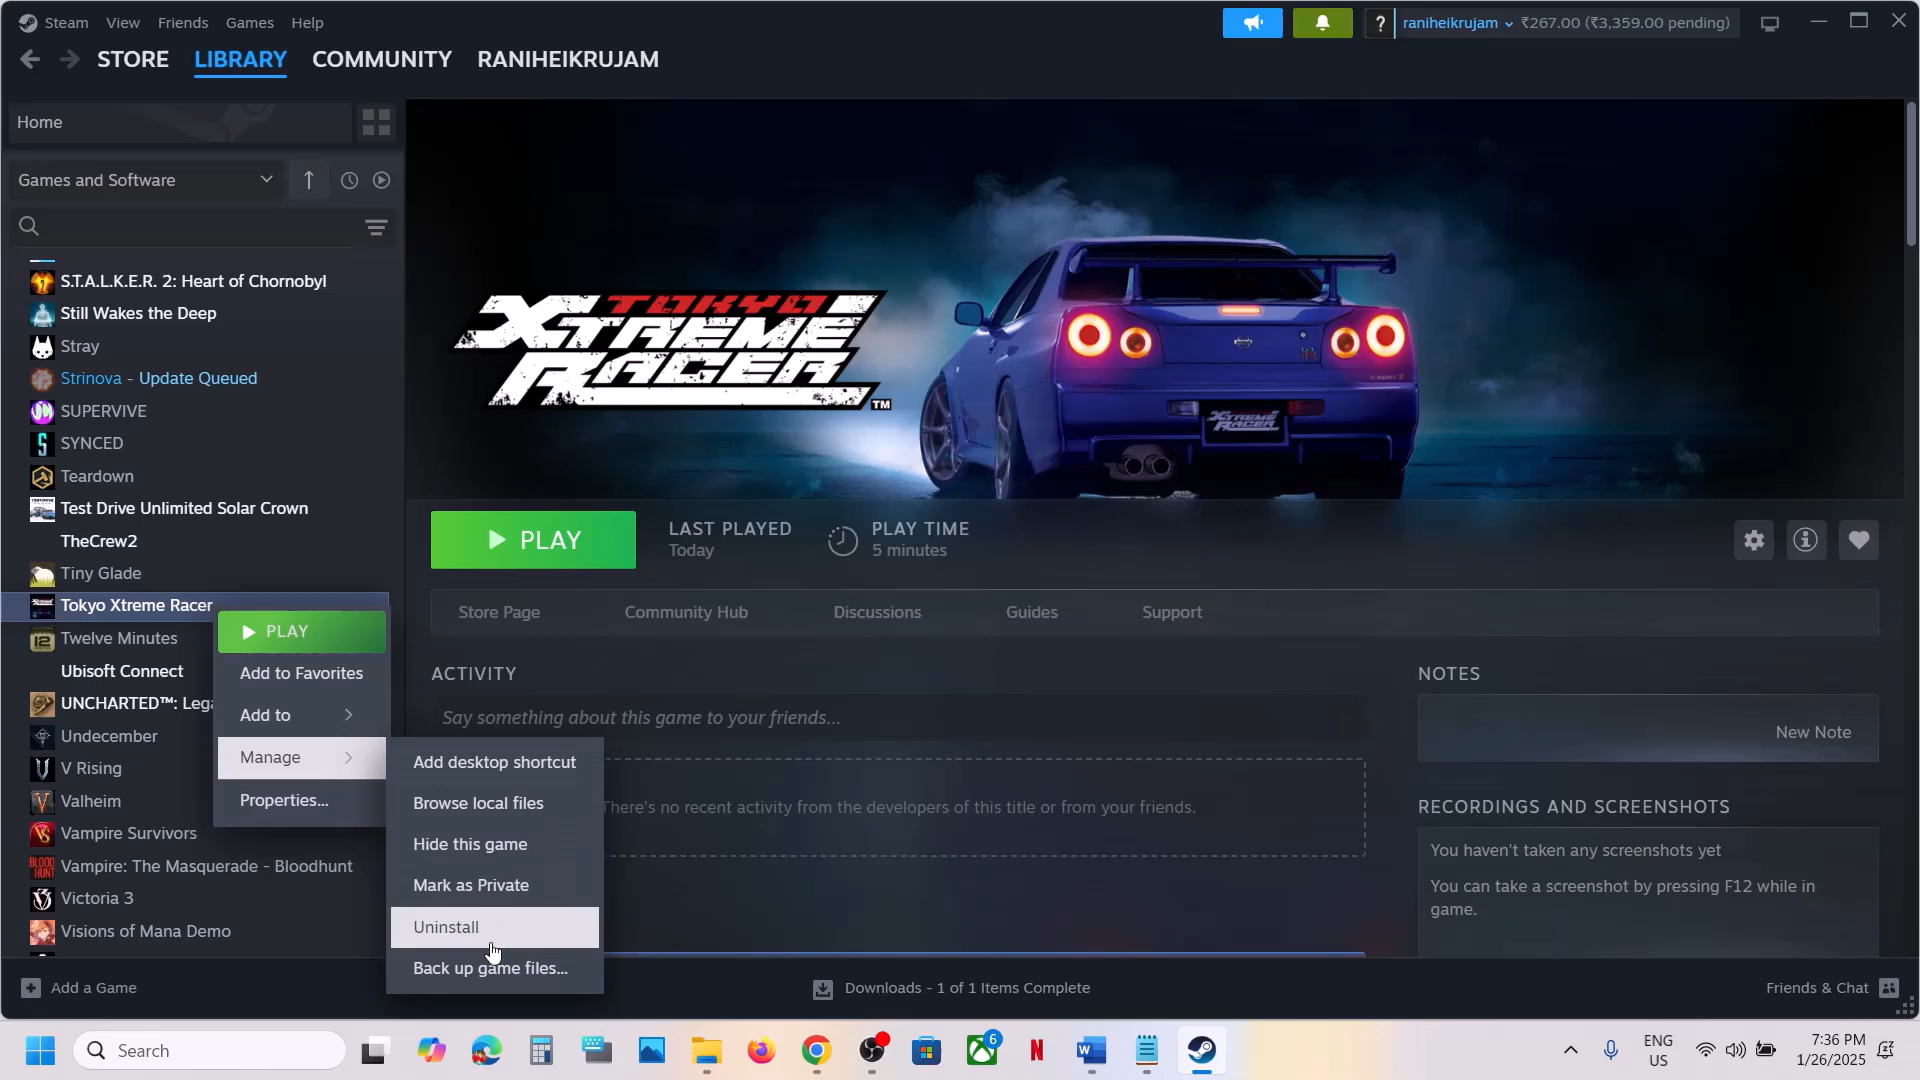 Steam View Friends Games Help
? raniheikrujam ₹267.00 (₹3,359.00 pending)
STORE LIBRARY COMMUNITY RANIHEIKRUJAM
Home
Games and Software
S.T.A.L.K.E.R. 2: Heart of Chornobyl
Still Wakes the Deep
Stray
Strinova - Update Queued
SUPERVIVE
SYNCED
Teardown
Test Drive Unlimited Solar Crown
TheCrew2
Tiny Glade
Tokyo Xtreme Racer
Twelve Minutes
Ubisoft Connect
UNCHARTED™: Lega
Undecember
V Rising
Valheim
Vampire Survivors
Vampire: The Masquerade - Bloodhunt
Victoria 3
Visions of Mana Demo
PLAY
Add to Favorites
Add to
Manage
Properties...
Add desktop shortcut
Browse local files
Hide this game
Mark as Private
Uninstall
Back up game files...
TOKYO
XTREME
RACER™
XTREME
RACER
PLAY
LAST PLAYED
Today
PLAY TIME
5 minutes
Store Page Community Hub Discussions Guides Support
ACTIVITY
Say something about this game to your friends...
There's no recent activity from the developers of this title or from your friends.
NOTES
New Note
RECORDINGS AND SCREENSHOTS
You haven't taken any screenshots yet
You can take a screenshot by pressing F12 while in
game.
Add a Game
Downloads - 1 of 1 Items Complete
Friends & Chat
Search
6
ENG
US
7:36 PM
1/26/2025